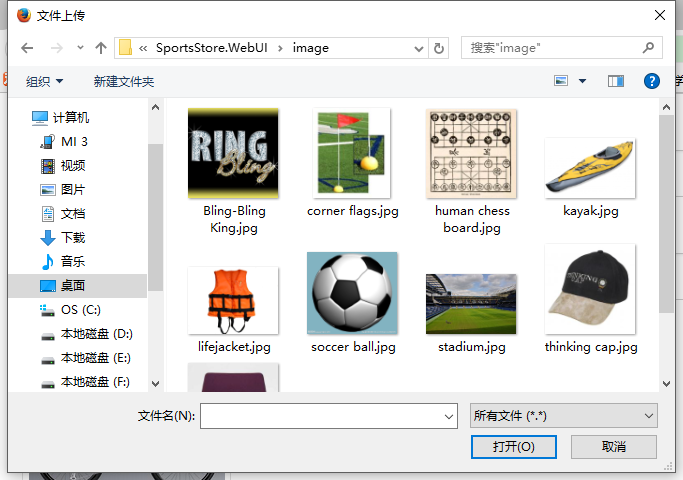 文件上传
« SportsStore.WebUI › image
搜索"image"
组织
新建文件夹
计算机
MI 3
视频
图片
文档
下载
音乐
桌面
OS (C:)
本地磁盘 (D:)
本地磁盘 (E:)
本地磁盘 (F:)
RING
Bling
Bling-Bling
King.jpg
corner flags.jpg
human chess
board.jpg
kayak.jpg
lifejacket.jpg
soccer ball.jpg
stadium.jpg
THINKING
thinking cap.jpg
文件名(N):
所有文件 (*.*)
打开(O)
取消